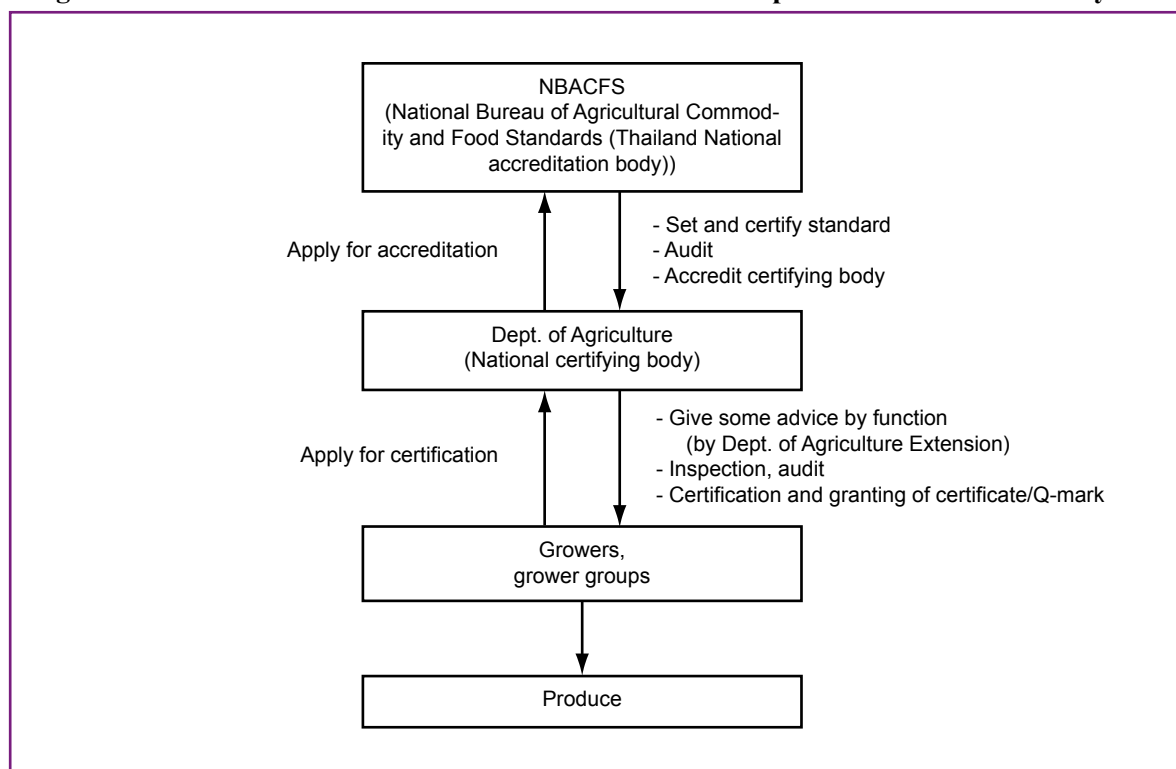 NBACFS
(National Bureau of Agricultural Commod-
ity and Food Standards (Thailand National
accreditation body))
Apply for accreditation
- Set and certify standard
- Audit
- Accredit certifying body
Dept. of Agriculture
(National certifying body)
Apply for certification
- Give some advice by function
(by Dept. of Agriculture Extension)
- Inspection, audit
- Certification and granting of certificate/Q-mark
Growers,
grower groups
Produce